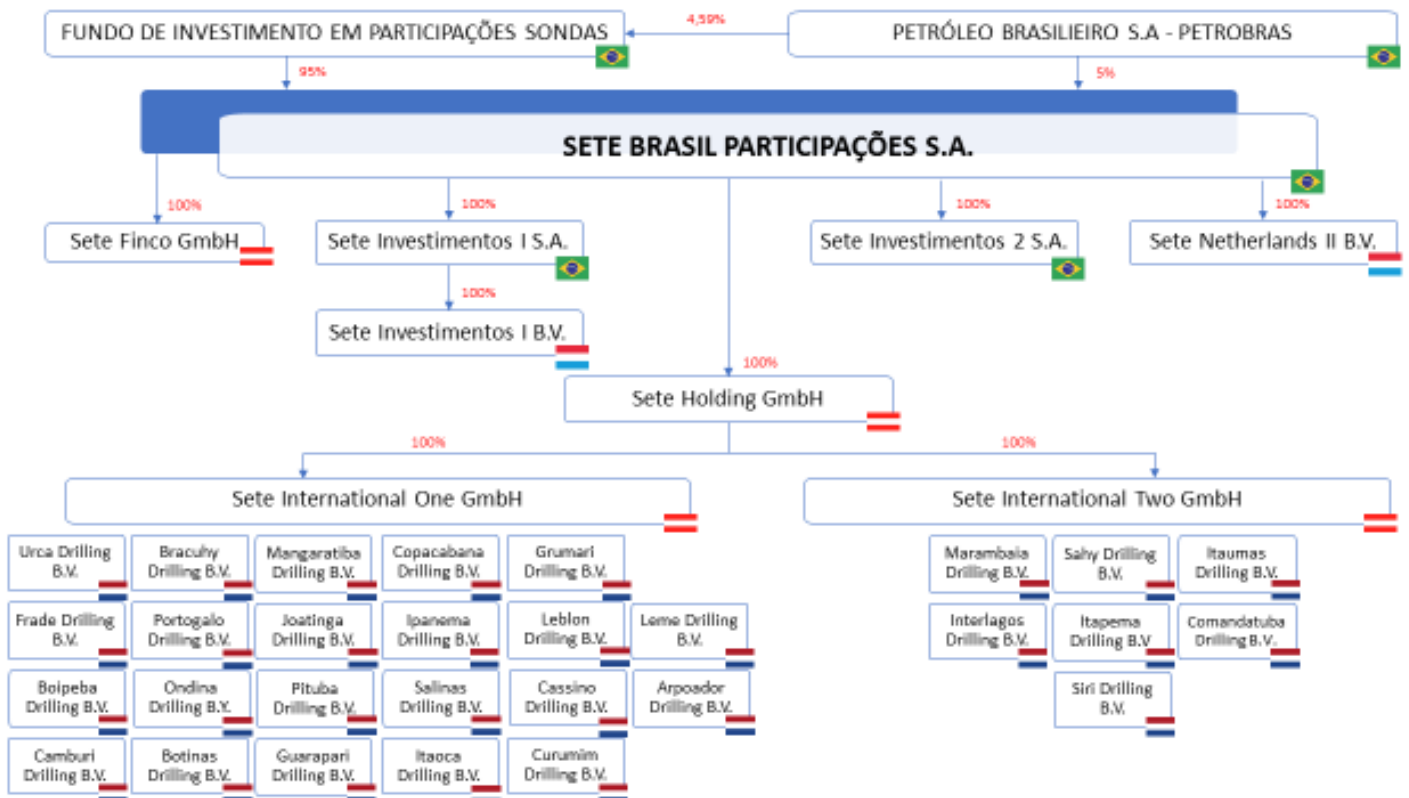 FUNDO DE INVESTIMENTO EM PARTICIPAÇÕES SONDAS
4,59%
PETRÓLEO BRASILIEIRO S.A - PETROBRAS
95%
5%
SETE BRASIL PARTICIPAÇÕES S.A.
100%
100%
100%
100%
Sete Finco GmbH
Sete Investimentos I S.A.
Sete Investimentos 2 S.A.
Sete Netherlands II B.V.
100%
Sete Investimentos I B.V.
100%
Sete Holding GmbH
100%
100%
Sete International One GmbH
Sete International Two GmbH
Urca Drilling
B.V.
Bracuhy
Drilling B.V.
Mangaratiba
Drilling B.V.
Copacabana
Drilling B.V.
Grumari
Drilling B.V.
Marambaia
Drilling B.V.
Sahy Drilling
B.V.
Itaumas
Drilling B.V.
Frade Drilling
B.V.
Portogalo
Drilling B.V.
Joatinga
Drilling B.V.
Ipanema
Drilling B.V.
Leblon
Drilling B.V.
Leme Drilling
B.V.
Interlagos
Drilling B.V.
Itapema
Drilling B.V
Comandatuba
Drilling B.V.
Boipeba
Drilling B.V.
Ondina
Drilling B.Y.
Pituba
Drilling B.V.
Salinas
Drilling B.V.
Cassino
Drilling B.V.
Arpoador
Drilling B.V.
Siri Drilling
B.V.
Camburi
Drilling B.V.
Botinas
Drilling B.V.
Guarapari
Drilling B.V.
Itaoca
Drilling B.V.
Curumim
Drilling B.V.